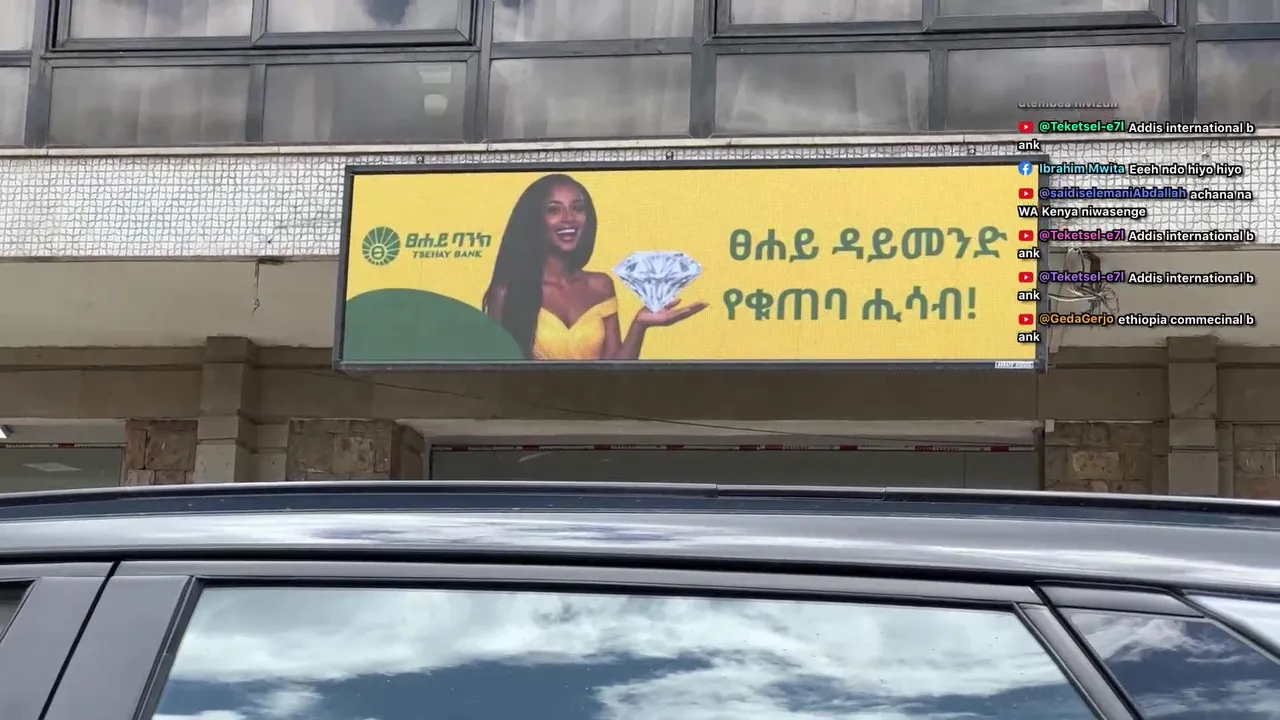 ፀሐይ ባንክ
TSEHAY BANK
ፀሐይ ዳይመንድ
የቁጠባ ሒሳብ!
@Teketsel-e7l Addis international b
ank
Ibrahim Mwita Eeeh ndo hiyo hiyo
@saidiselemaniAbdallah achana na
WA Kenya niwasenge
@Teketsel-e7l Addis international b
ank
@Teketsel-e7l Addis international b
ank
@GedaGerjo ethiopia commecinal b
ank